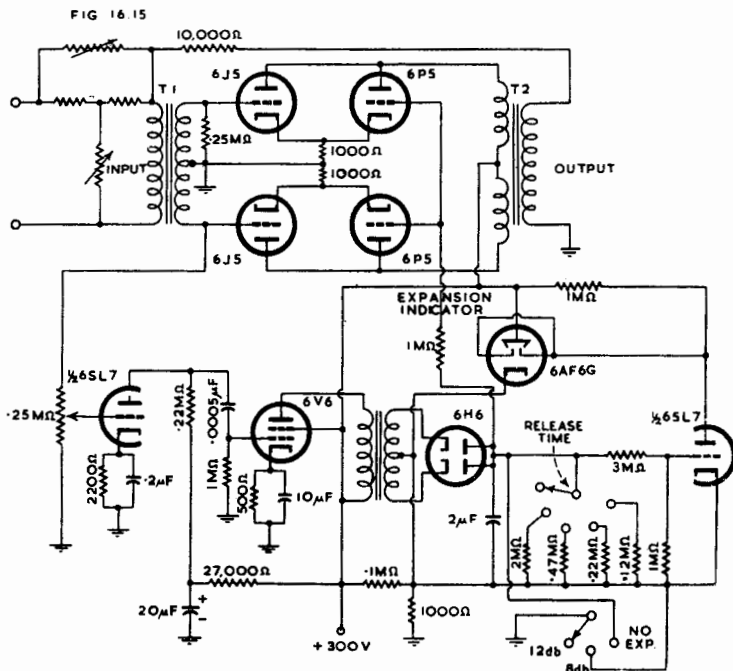 FIG 16.15
10,000Ω
T1
6J5
6P5
T2
.25MΩ
1000Ω
1000Ω
INPUT
OUTPUT
6J5
6P5
EXPANSION
INDICATOR
1MΩ
1MΩ
6AF6G
½6SL7
6V6
6H6
½6SL7
.25MΩ
.22MΩ
.0005μF
RELEASE
TIME
3MΩ
2200Ω
.2μF
1MΩ
500Ω
10μF
2μF
2MΩ
.47MΩ
.22MΩ
.12MΩ
1MΩ
27,000Ω
.1MΩ
20μF
+
-
1000Ω
+300V
NO
EXP.
12db
8db